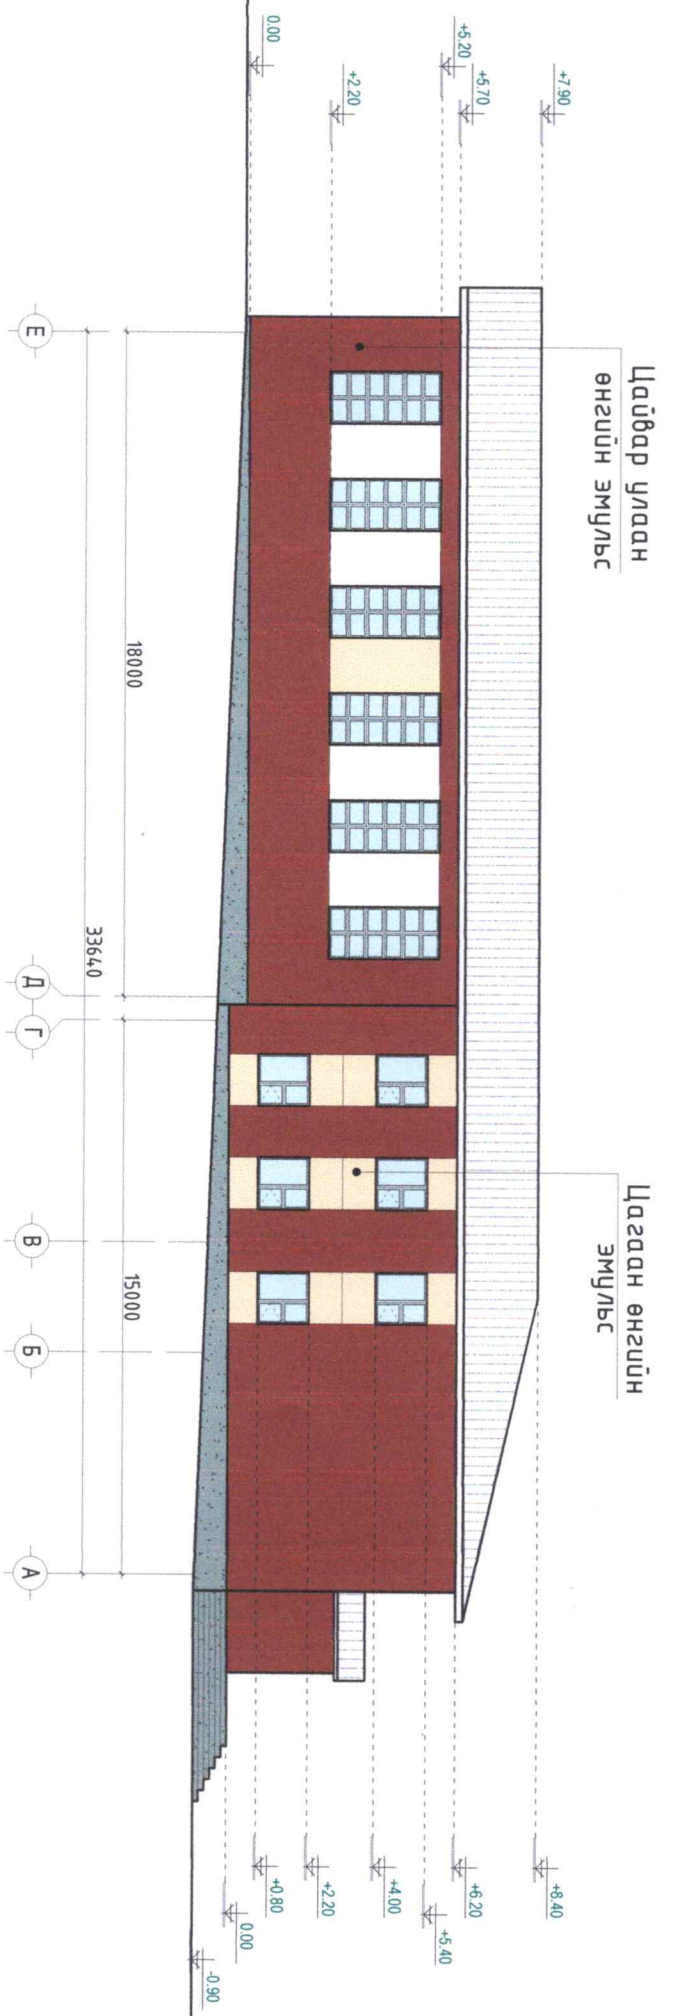 Цайвар улаан
өнгийн эмульс
Цагаан өнгийн
эмульс
+7.90
+5.70
+5.20
+2.20
0.00
+8.40
+6.20
+5.40
+4.00
+2.20
+0.80
0.00
-0.90
18000
15000
33640
Е
Д
Г
В
Б
А